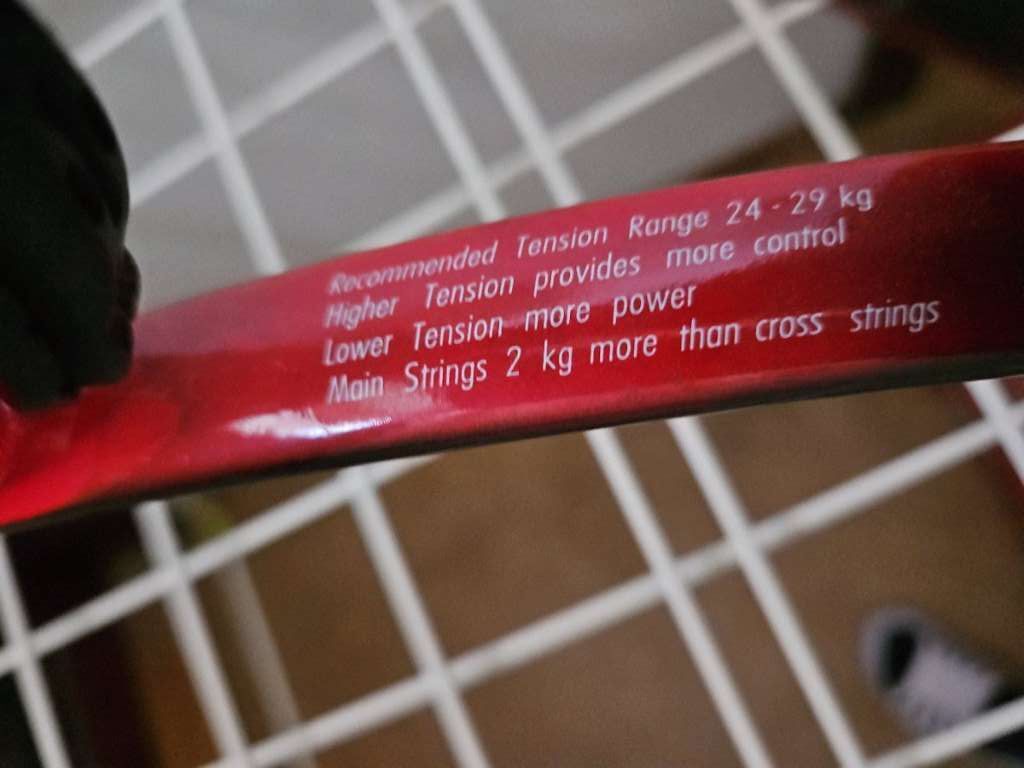 Recommended Tension Range 24 - 29 kg
Higher Tension provides more control
Lower Tension more power
Main Strings 2 kg more than cross strings